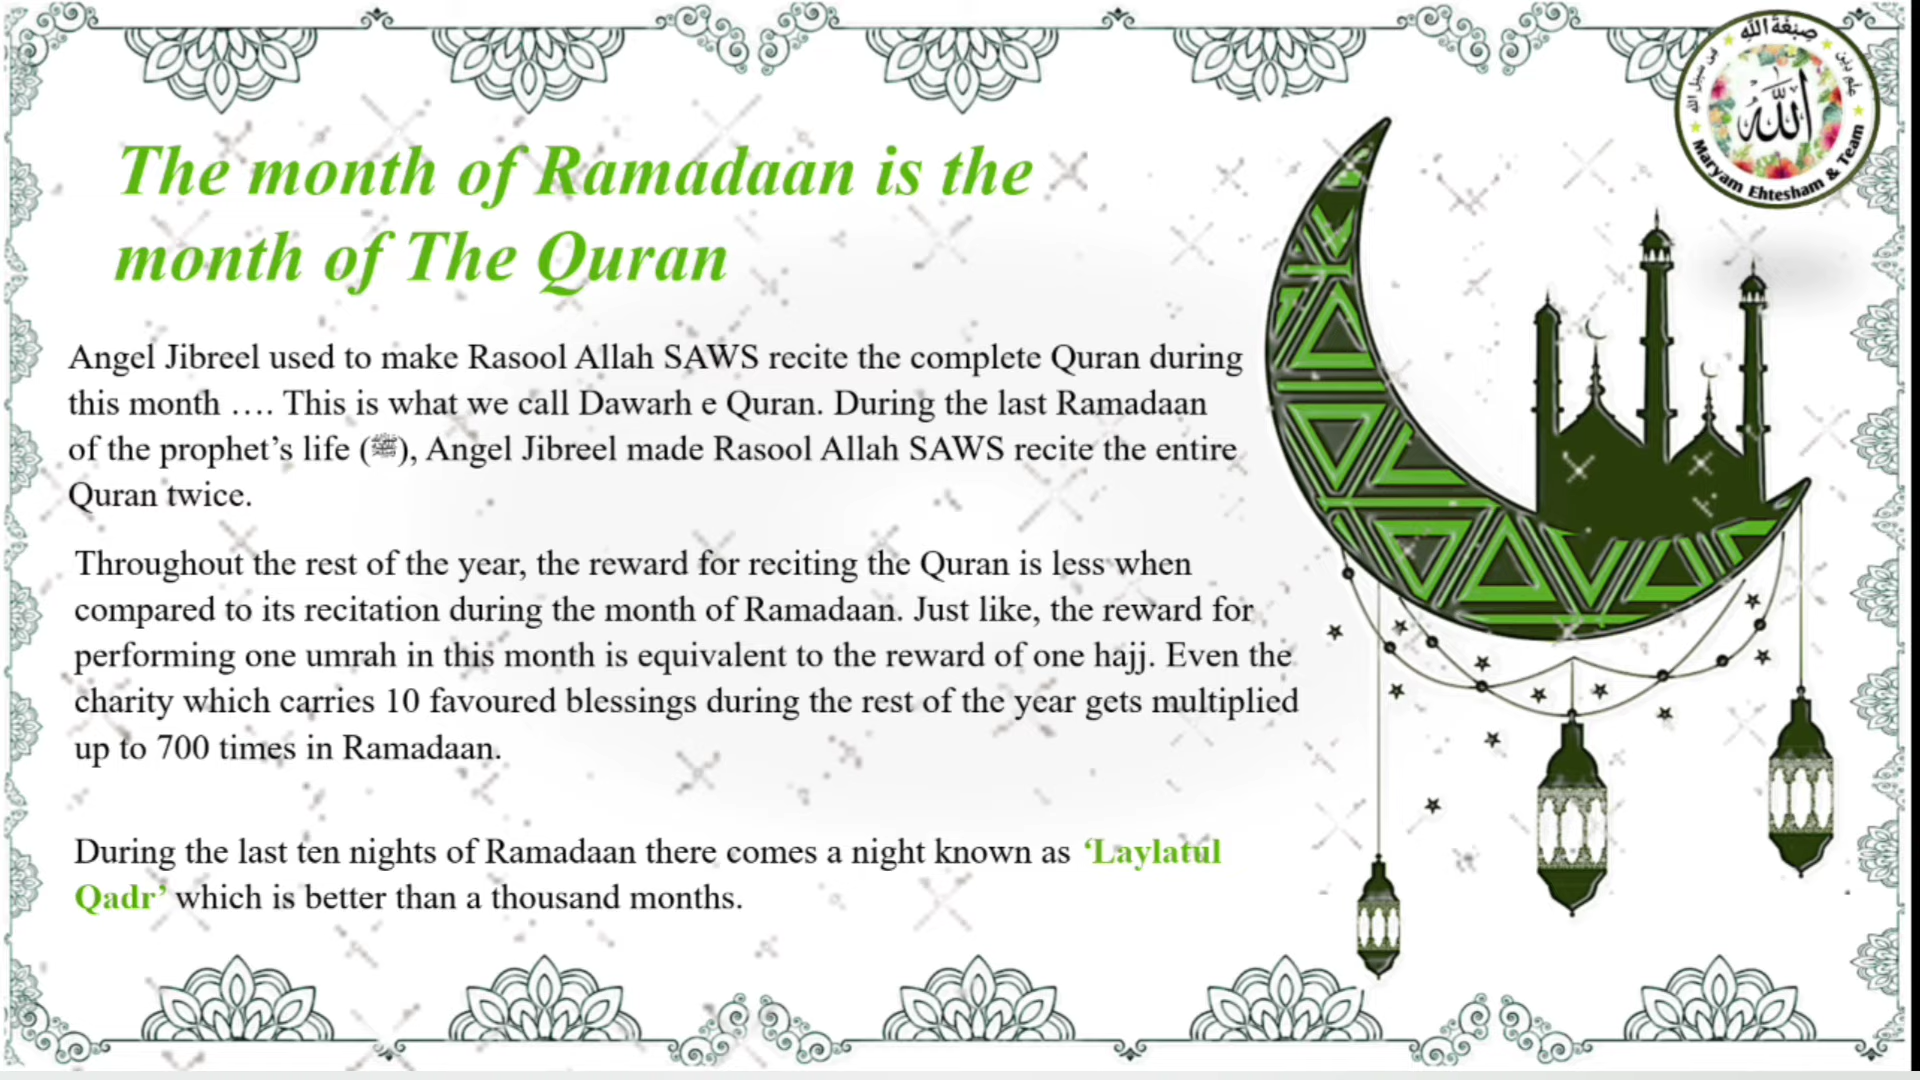 The month of Ramadaan is the
month of The Quran
Angel Jibreel used to make Rasool Allah SAWS recite the complete Quran during
this month …. This is what we call Dawarh e Quran. During the last Ramadaan
of the prophet’s life (ﷺ), Angel Jibreel made Rasool Allah SAWS recite the entire
Quran twice.
Throughout the rest of the year, the reward for reciting the Quran is less when
compared to its recitation during the month of Ramadaan. Just like, the reward for
performing one umrah in this month is equivalent to the reward of one hajj. Even the
charity which carries 10 favoured blessings during the rest of the year gets multiplied
up to 700 times in Ramadaan.
During the last ten nights of Ramadaan there comes a night known as ‘Laylatul
Qadr’ which is better than a thousand months.
صِبْغَةَ اللهِ
الله
Maryam Ehtesham & Team